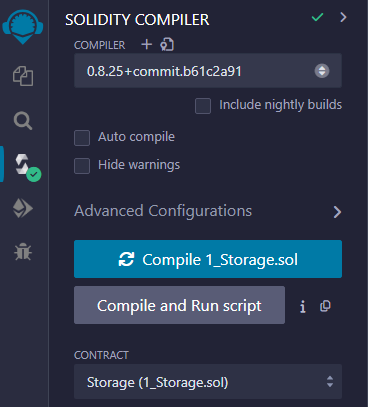 SOLIDITY COMPILER
COMPILER
0.8.25+commit.b61c2a91
Include nightly builds
Auto compile
Hide warnings
Advanced Configurations
Compile 1_Storage.sol
Compile and Run script
CONTRACT
Storage (1_Storage.sol)